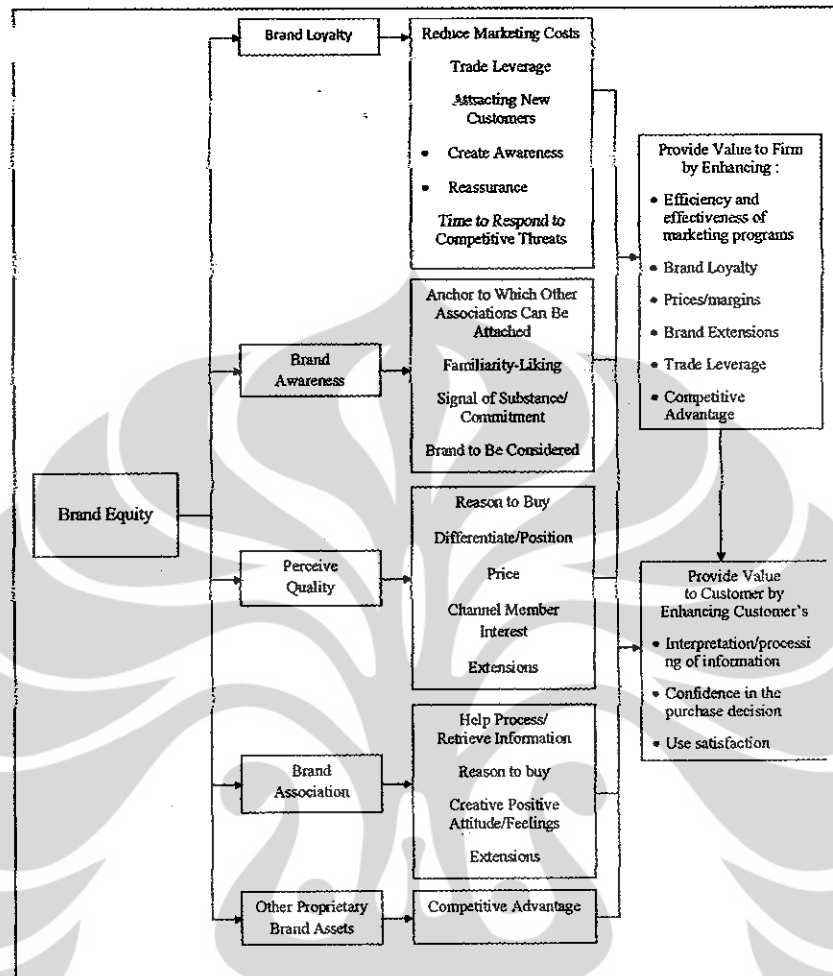 Brand Loyalty
Reduce Marketing Costs
Trade Leverage
Attracting New
Customers
• Create Awareness
• Reassurance
Time to Respond to
Competitive Threats
Brand
Awareness
Anchor to Which Other
Associations Can Be
Attached
Familiarity-Liking
Signal of Substance/
Commitment
Brand to Be Considered
Brand Equity
Perceive
Quality
Reason to Buy
Differentiate/Position
Price
Channel Member
Interest
Extensions
Brand
Association
Help Process/
Retrieve Information
Reason to buy
Creative Positive
Attitude/Feelings
Extensions
Other Proprietary
Brand Assets
Competitive Advantage
Provide Value to Firm
by Enhancing :
• Efficiency and
effectiveness of
marketing programs
• Brand Loyalty
• Prices/margins
• Brand Extensions
• Trade Leverage
• Competitive
Advantage
Provide Value
to Customer by
Enhancing Customer's
• Interpretation/processi
ng of information
• Confidence in the
purchase decision
• Use satisfaction